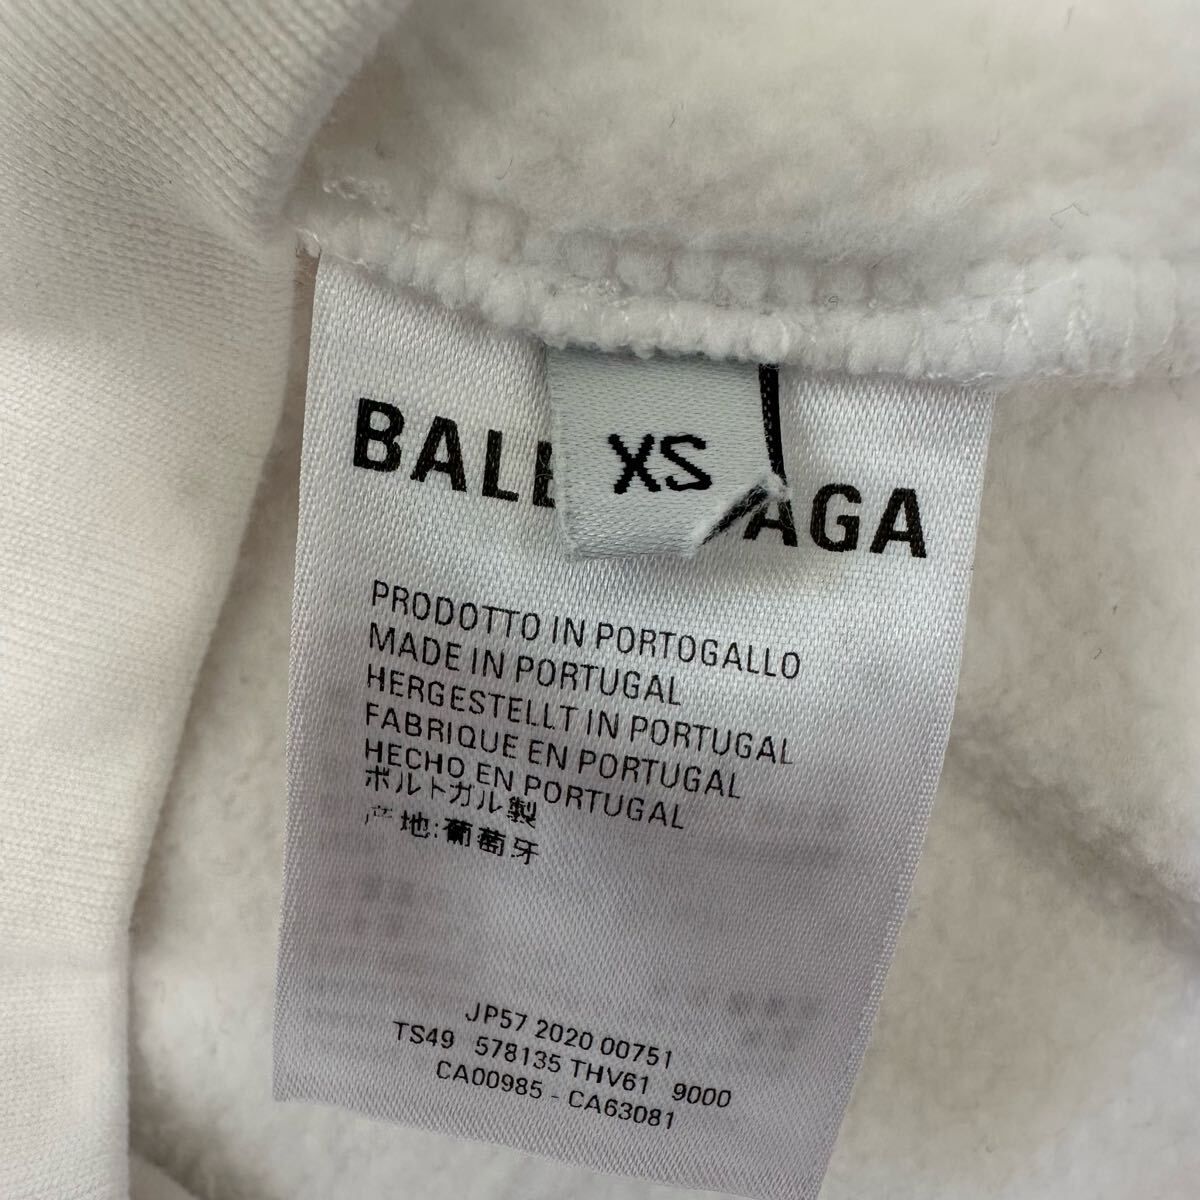 BALE AGA
XS
PRODOTTO IN PORTOGALLO
MADE IN PORTUGAL
HERGESTELLT IN PORTUGAL
FABRIQUE EN PORTUGAL
HECHO EN PORTUGAL
ポルトガル製
产地:葡萄牙
JP57 2020 00751
TS49 578135 THV61 9000
CA00985 - CA63081